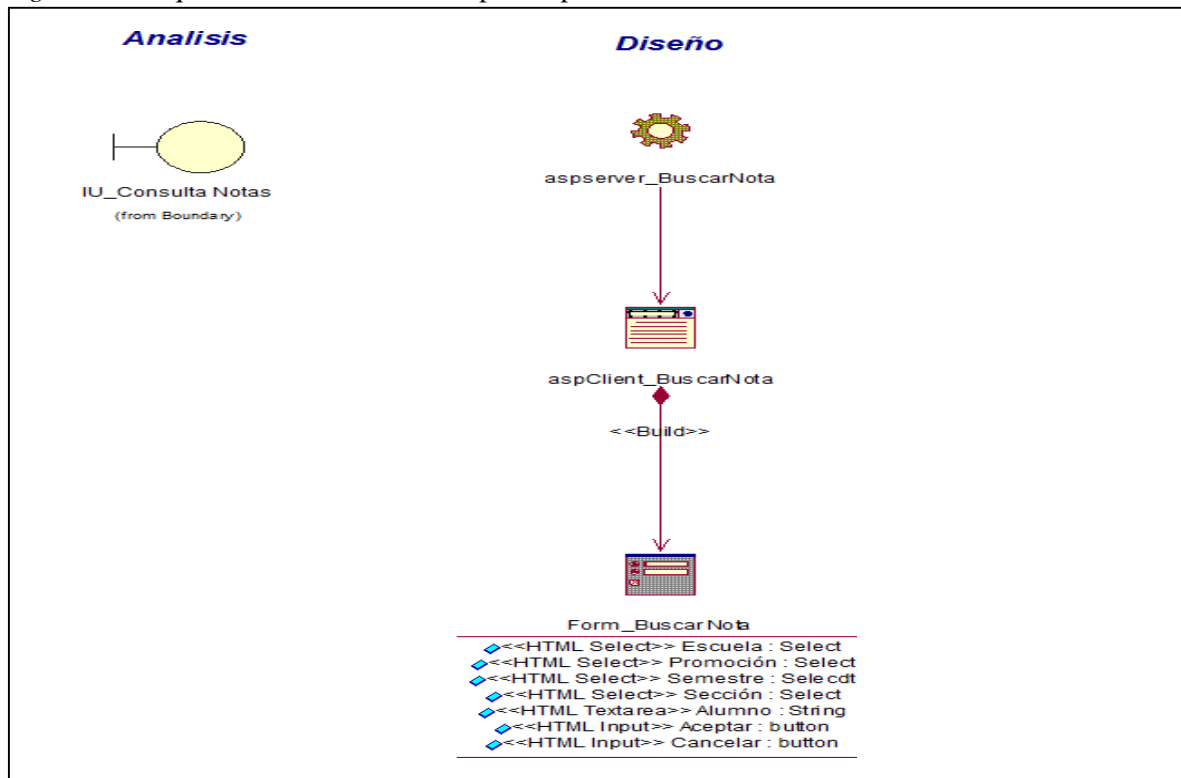 Analisis
Diseño
IU_Consulta Notas
(from Boundary)
aspserver_BuscarNota
aspClient_BuscarNota
<<Build>>
Form_BuscarNota
<<HTML Select>> Escuela : Select
<<HTML Select>> Promoción : Select
<<HTML Select>> Semestre : Selecdt
<<HTML Select>> Sección : Select
<<HTML Textarea>> Alumno : String
<<HTML Input>> Aceptar : button
<<HTML Input>> Cancelar : button